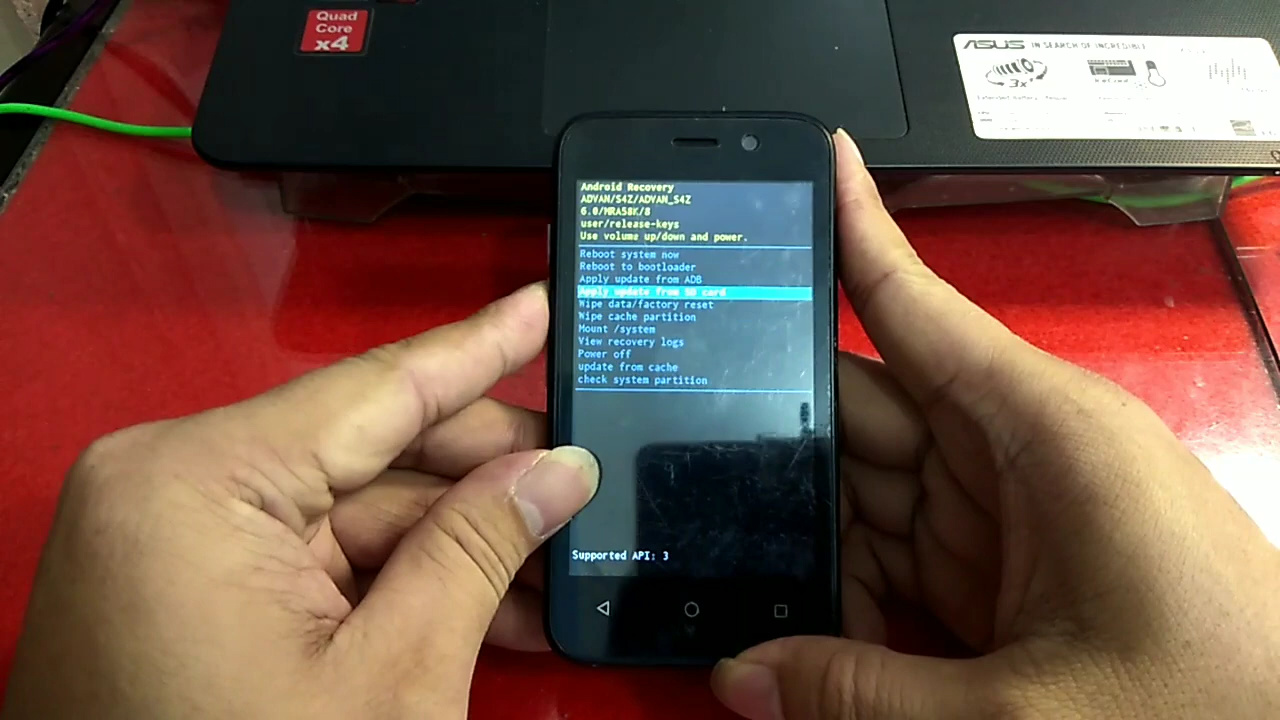 Quad
Core
x4
ASUS IN SEARCH OF INCREDIBLE
3x
Android Recovery
ADVAN/S4Z/ADVAN_S4Z
6.0/MRA58K/8
user/release-keys
Use volume up/down and power.
Reboot system now
Reboot to bootloader
Apply update from ADB
Apply update from SD card
Wipe data/factory reset
Wipe cache partition
Mount /system
View recovery logs
Power off
update from cache
check system partition
Supported API: 3